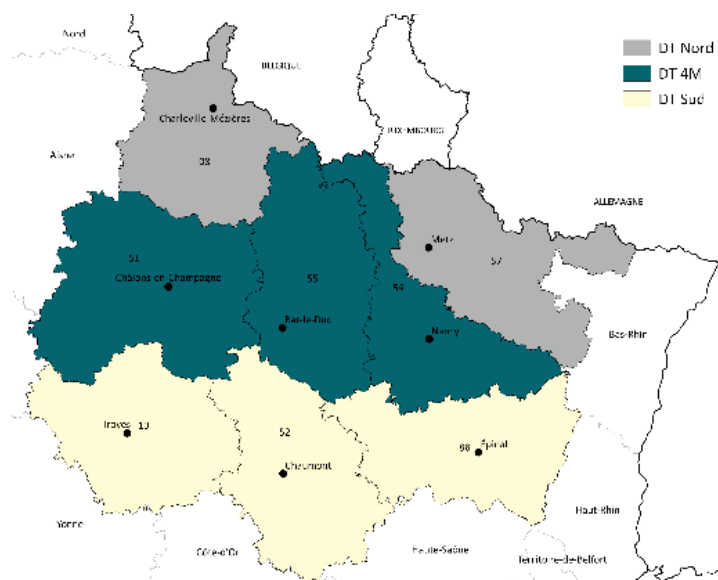 Nord
DT Nord
BELGIQUE
DT 4M
DT Sud
Charleville-Mézières
LUXEMBOURG
Aisne
08
ALLEMAGNE
Metz
51
57
Châlons-en-Champagne
55
54
Bar-le-Duc
Nancy
Bas-Rhin
Troyes 10
52
88 Épinal
Chaumont
Haut-Rhin
Yonne
Côte-d'Or
Haute-Saône
Territoire-de-Belfort